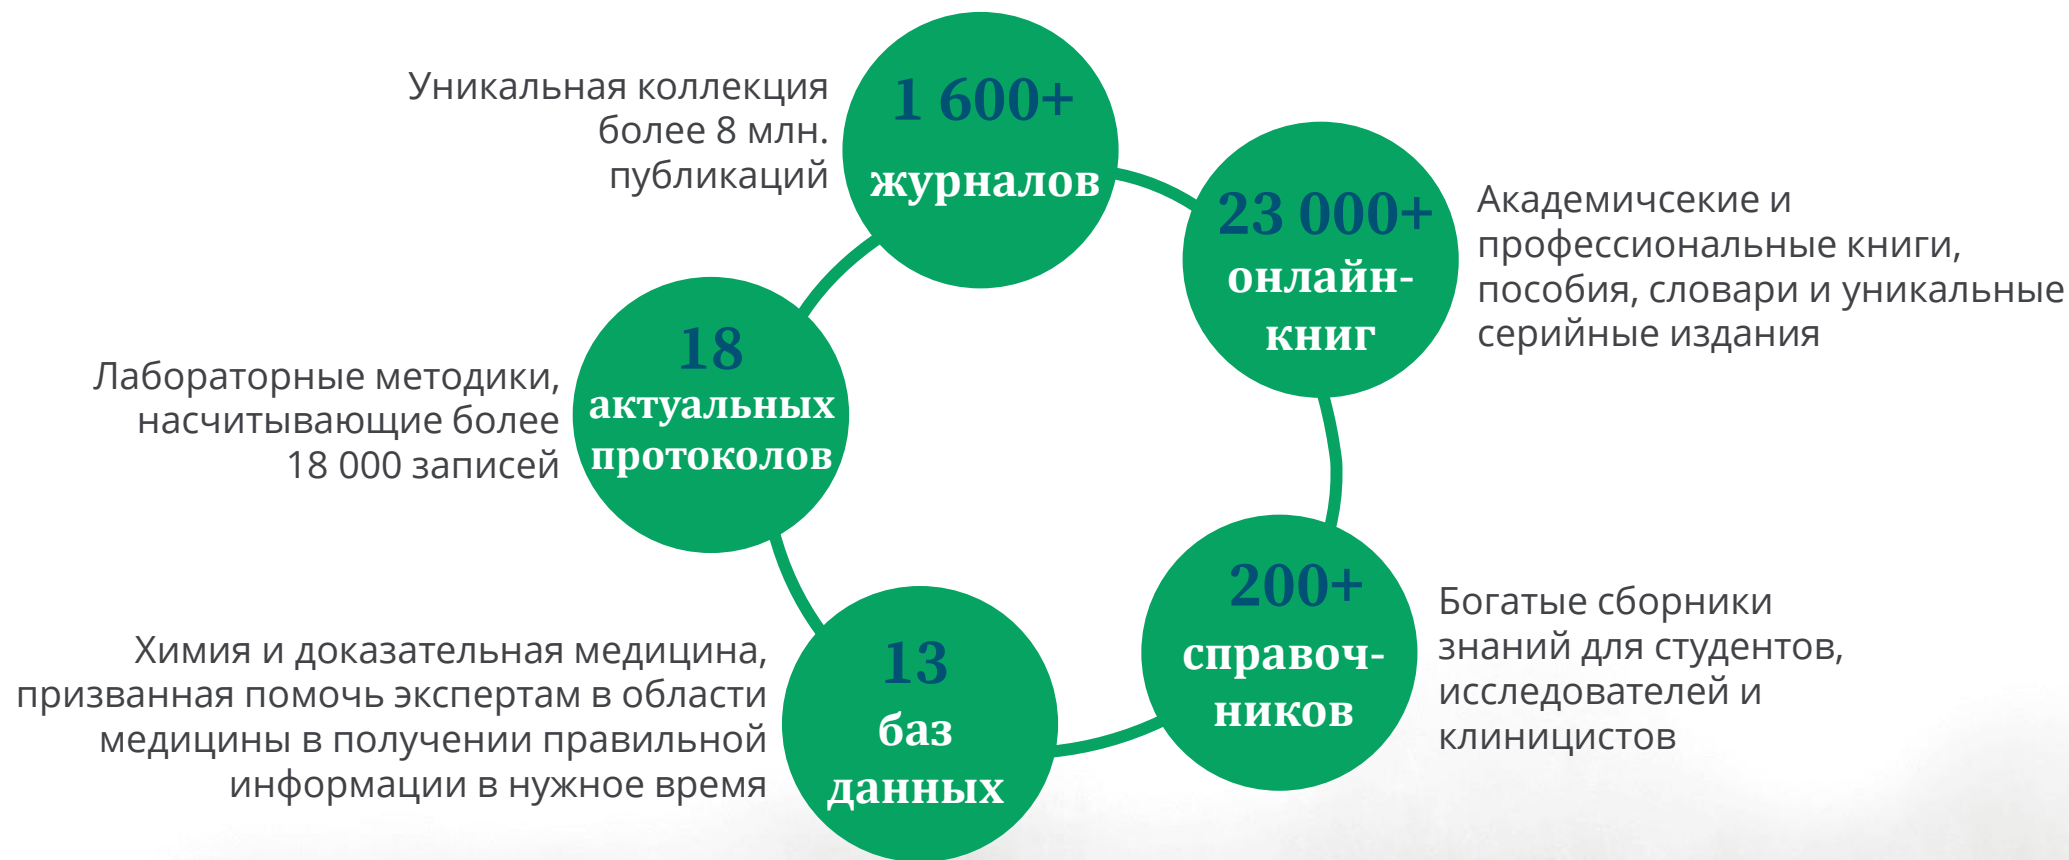 Уникальная коллекция
более 8 млн.
публикаций
1 600+
журналов
23 000+
онлайн-
книг
Академичсекие и
профессиональные книги,
пособия, словари и уникальные
серийные издания
Лабораторные методики,
насчитывающие более
18 000 записей
18
актуальных
протоколов
200+
справоч-
ников
Богатые сборники
знаний для студентов,
исследователей и
клиницистов
Химия и доказательная медицина,
призванная помочь экспертам в области
медицины в получении правильной
информации в нужное время
13
баз
данных